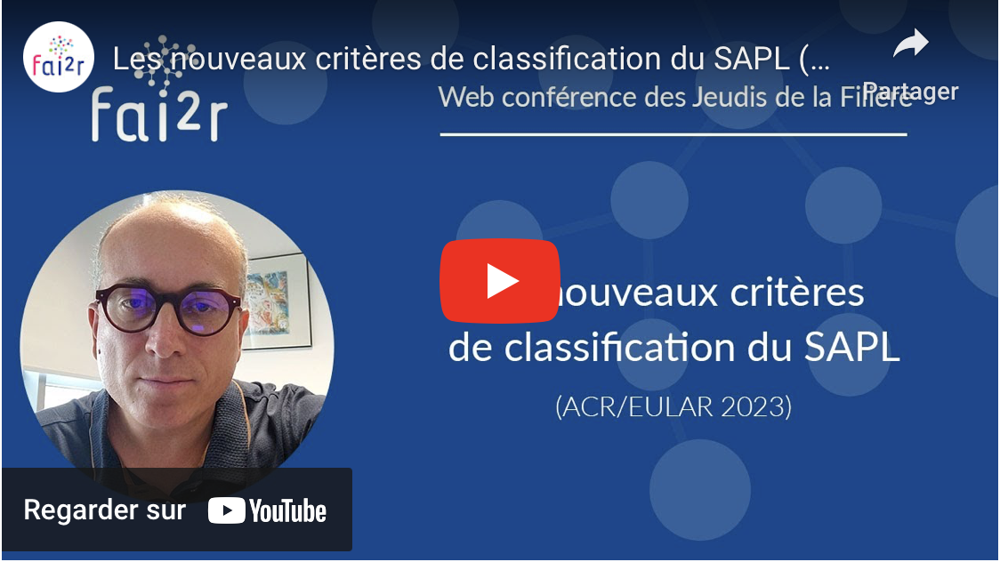 fai2r
Les nouveaux critères de classification du SAPL (...
Partager
fai2r
Web conférence des Jeudis de la Filière
nouveaux critères
de classification du SAPL
(ACR/EULAR 2023)
Regarder sur YouTube